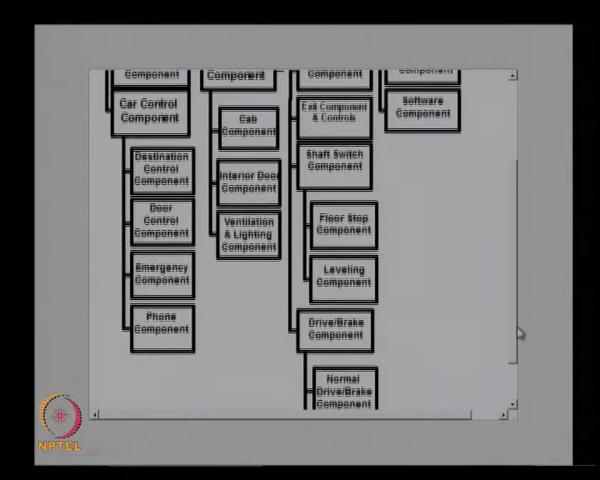 Component
Component
Component
Component
Car Control
Component
Destination
Control
Component
Door
Control
Component
Emergency
Component
Phone
Component
Cab
Component
Interior Door
Component
Ventilation
& Lighting
Component
Component
& Controls
Shaft Switch
Component
Floor Stop
Component
Leveling
Component
Drive/Brake
Component
Normal
Drive/Brake
Component
Software
Component
NPTEL